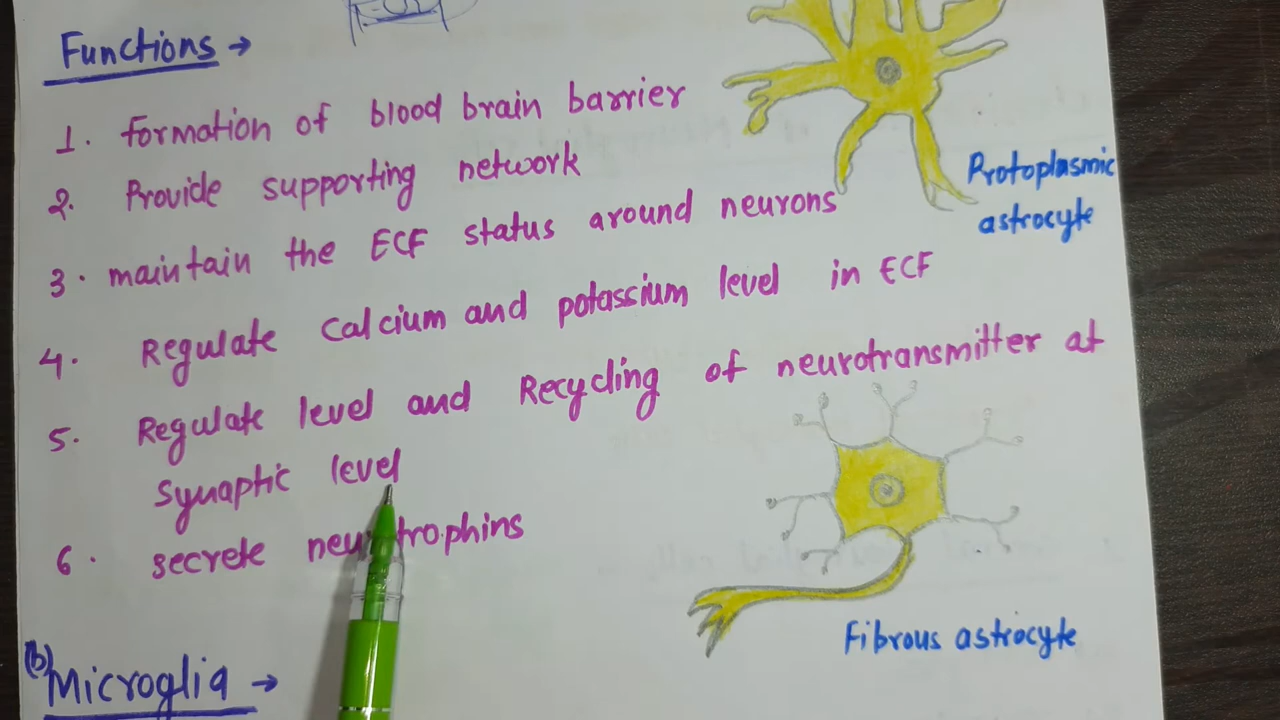 Functions →
1. Formation of blood brain barrier
2. Provide supporting network
3. maintain the ECF status around neurons
4. Regulate calcium and potassium level in ECF
5. Regulate level and Recycling of neurotransmitter at
Synaptic level
6. secrete neurotrophins
Protoplasmic
astrocyte
Fibrous astrocyte
(b) Microglia →